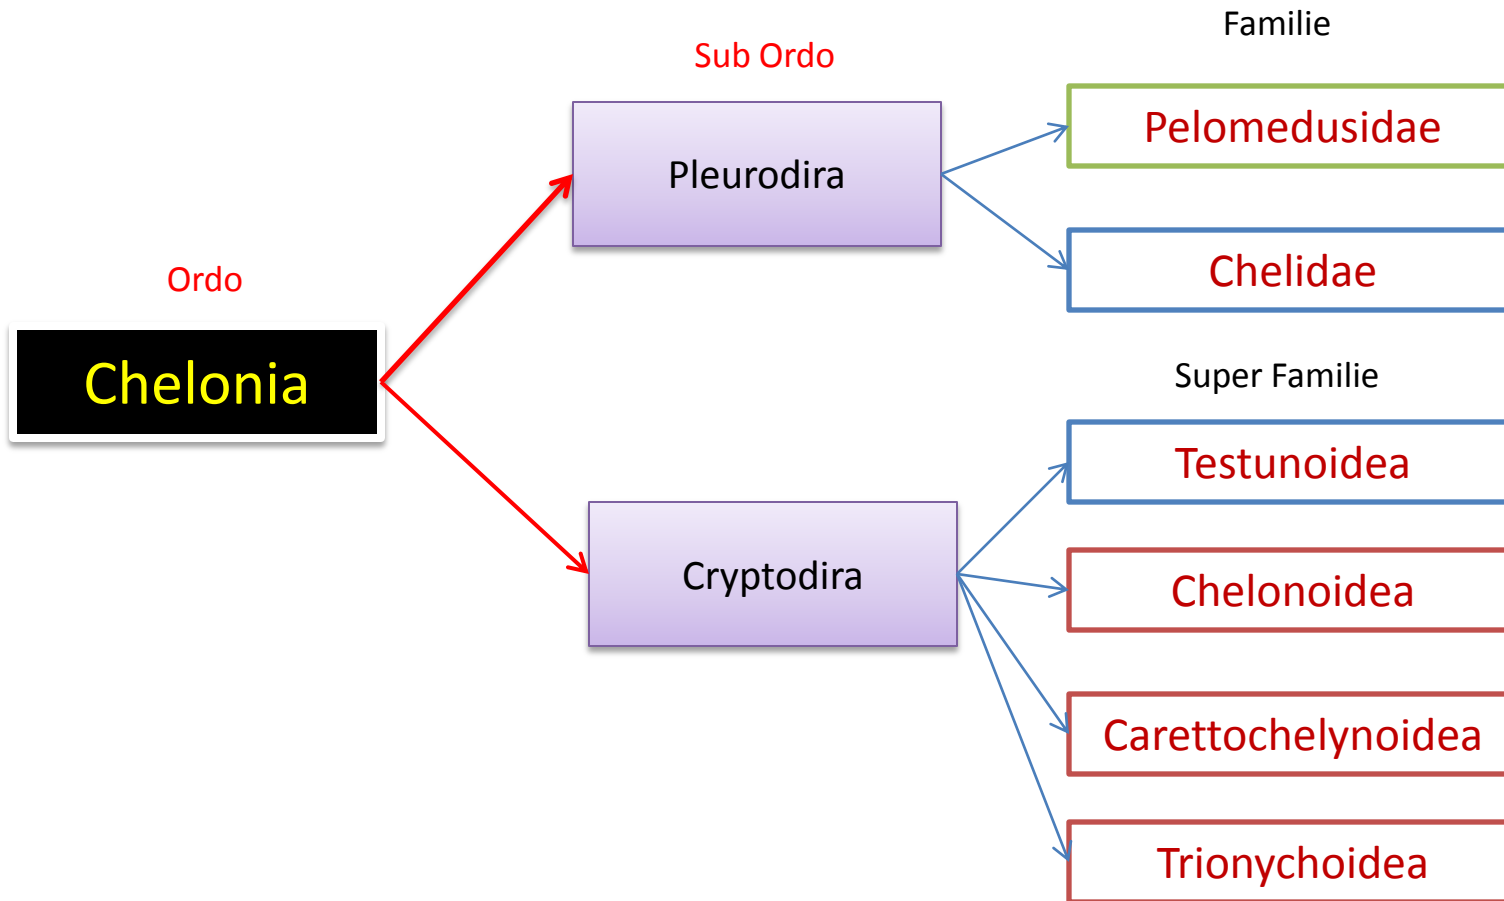 Familie
Sub Ordo
Pelomedusidae
Pleurodira
Chelidae
Ordo
Chelonia
Super Familie
Testunoidea
Cryptodira
Chelonoidea
Carettochelynoidea
Trionychoidea